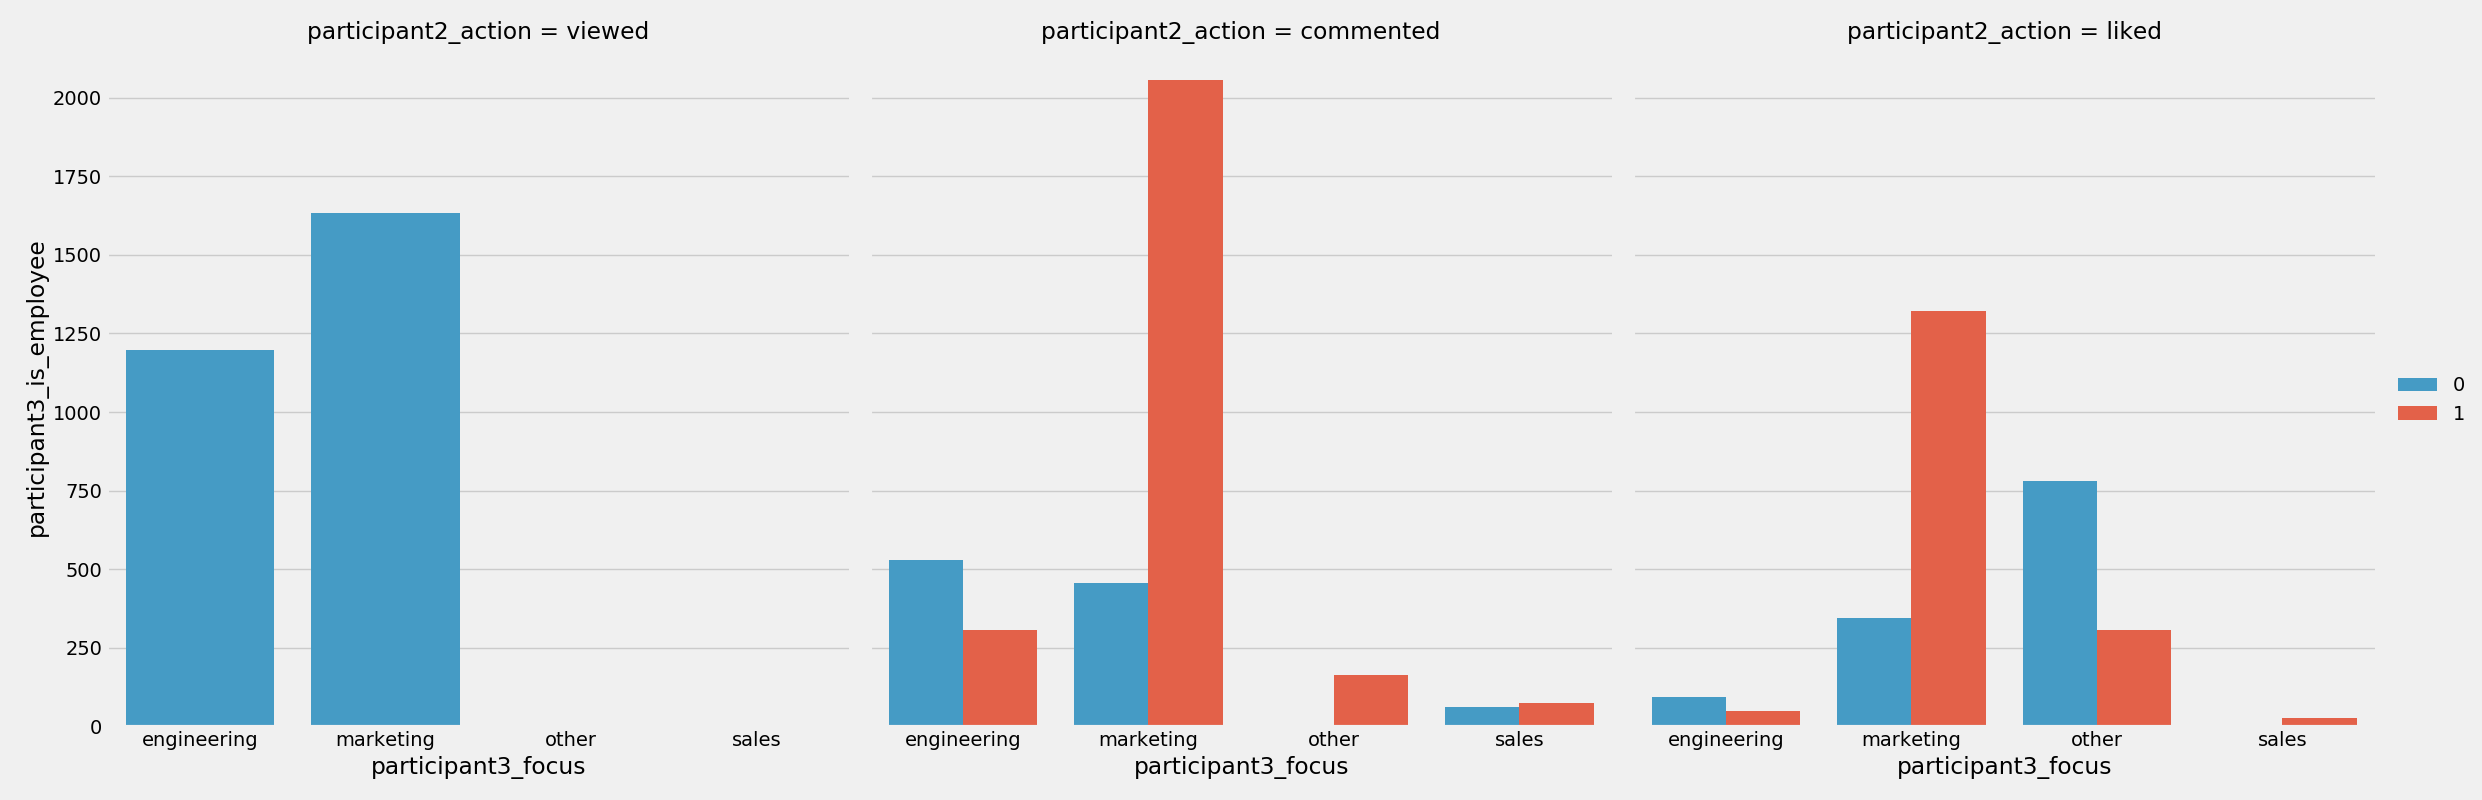 participant2_action = viewed
participant2_action = commented
participant2_action = liked
participant3_is_employee
2000
1750
1500
1250
1000
750
500
250
0
engineering marketing other sales
engineering marketing other sales
engineering marketing other sales
participant3_focus
participant3_focus
participant3_focus
0
1